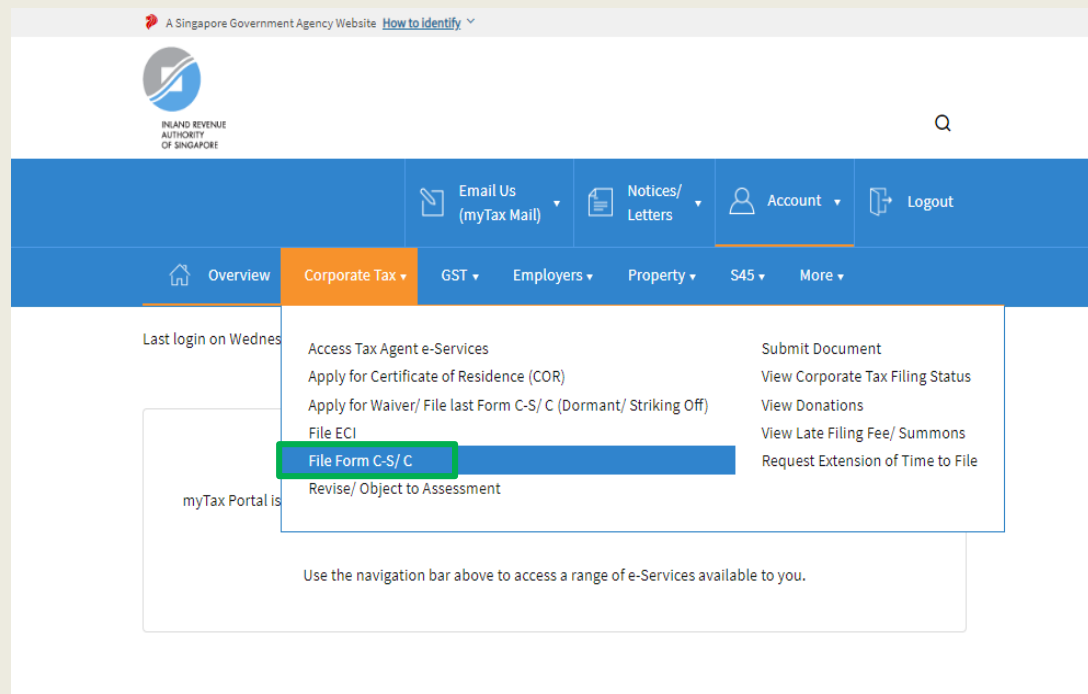 A Singapore Government Agency Website How to identify
INLAND REVENUE
AUTHORITY
OF SINGAPORE
Email Us
(myTax Mail)
Notices/
Letters
Account
Logout
Overview
Corporate Tax
GST
Employers
Property
S45
More
Last login on Wednes
Access Tax Agent e-Services
Apply for Certificate of Residence (COR)
Apply for Waiver/ File last Form C-S/ C (Dormant/ Striking Off)
File ECI
File Form C-S/ C
Revise/ Object to Assessment
Submit Document
View Corporate Tax Filing Status
View Donations
View Late Filing Fee/ Summons
Request Extension of Time to File
myTax Portal is
Use the navigation bar above to access a range of e-Services available to you.